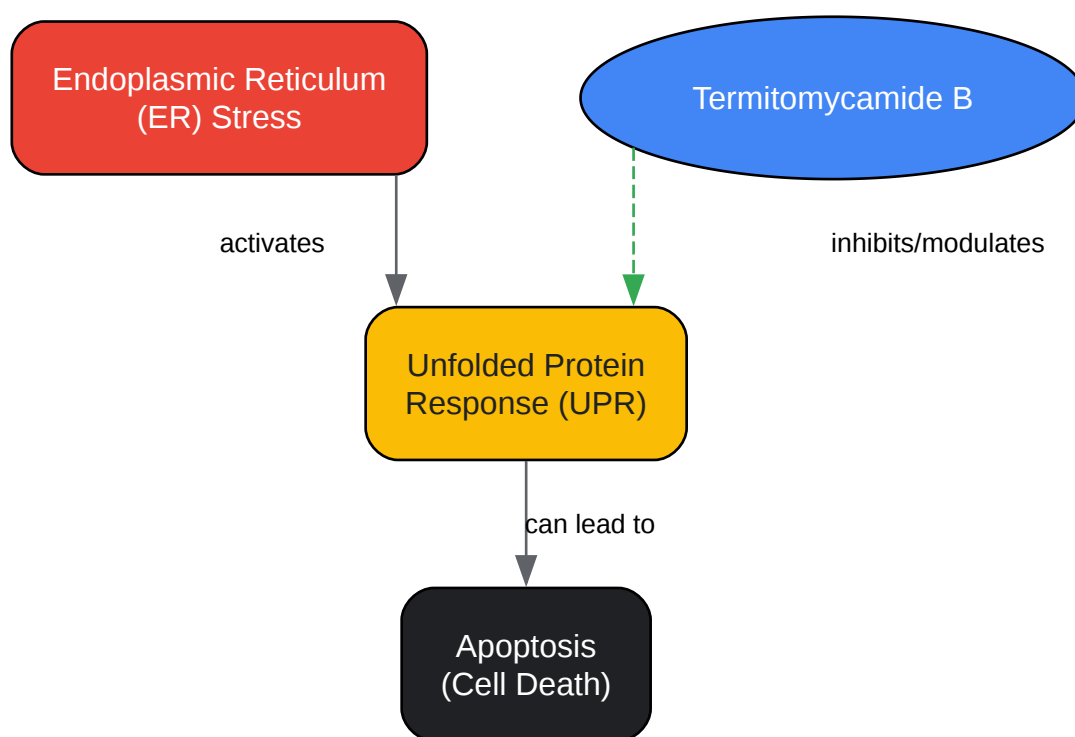 Endoplasmic Reticulum
(ER) Stress
Termitomycamide B
activates
inhibits/modulates
Unfolded Protein
Response (UPR)
can lead to
Apoptosis
(Cell Death)